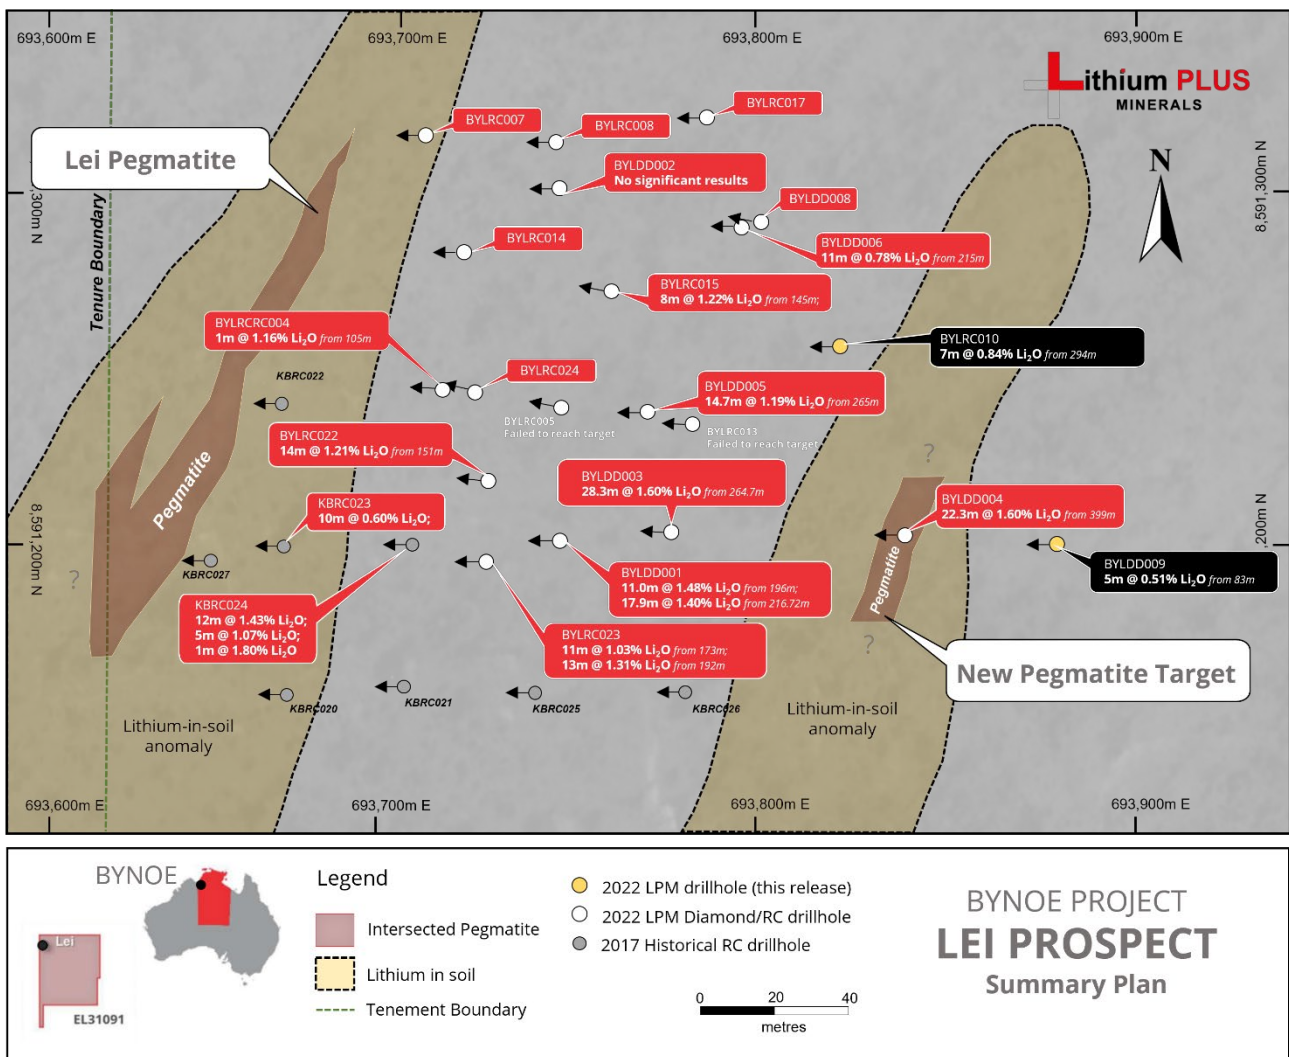 693,600m E
693,700m E
693,800m E
693,900m E
Lithium PLUS
MINERALS
BYLRC017
BYLRC007
BYLRC008
Lei Pegmatite
N
BYLDD002
No significant results
,300m N
8,591,300m N
BYLDD008
Tenure Boundary
BYLRC014
BYLDD006
11m @ 0.78% Li₂O from 215m
BYLRC015
8m @ 1.22% Li₂O from 145m;
BYLRCRC004
1m @ 1.16% Li₂O from 105m
BYLRC010
7m @ 0.84% Li₂O from 294m
KBRC022
BYLRC024
BYLDD005
14.7m @ 1.19% Li₂O from 265m
BYLRC005
Failed to reach target
BYLRC013
Failed to reach target
BYLRC022
14m @ 1.21% Li₂O from 151m
?
Pegmatite
BYLDD003
28.3m @ 1.60% Li₂O from 264.7m
KBRC023
10m @ 0.60% Li₂O;
BYLDD004
22.3m @ 1.60% Li₂O from 399m
8,591,200m N
,200m N
KBRC027
?
BYLDD001
11.0m @ 1.48% Li₂O from 196m;
17.9m @ 1.40% Li₂O from 216.72m
Pegmatite
BYLDD009
5m @ 0.51% Li₂O from 83m
KBRC024
12m @ 1.43% Li₂O;
5m @ 1.07% Li₂O;
1m @ 1.80% Li₂O
BYLRC023
11m @ 1.03% Li₂O from 173m;
13m @ 1.31% Li₂O from 192m
?
New Pegmatite Target
KBRC020
KBRC021
KBRC025
KBRC026
Lithium-in-soil
anomaly
Lithium-in-soil
anomaly
693,600m E
693,700m E
693,800m E
693,900m E
BYNOE
Lei
EL31091
Legend
Intersected Pegmatite
Lithium in soil
Tenement Boundary
2022 LPM drillhole (this release)
2022 LPM Diamond/RC drillhole
2017 Historical RC drillhole
0 20 40
metres
BYNOE PROJECT
LEI PROSPECT
Summary Plan